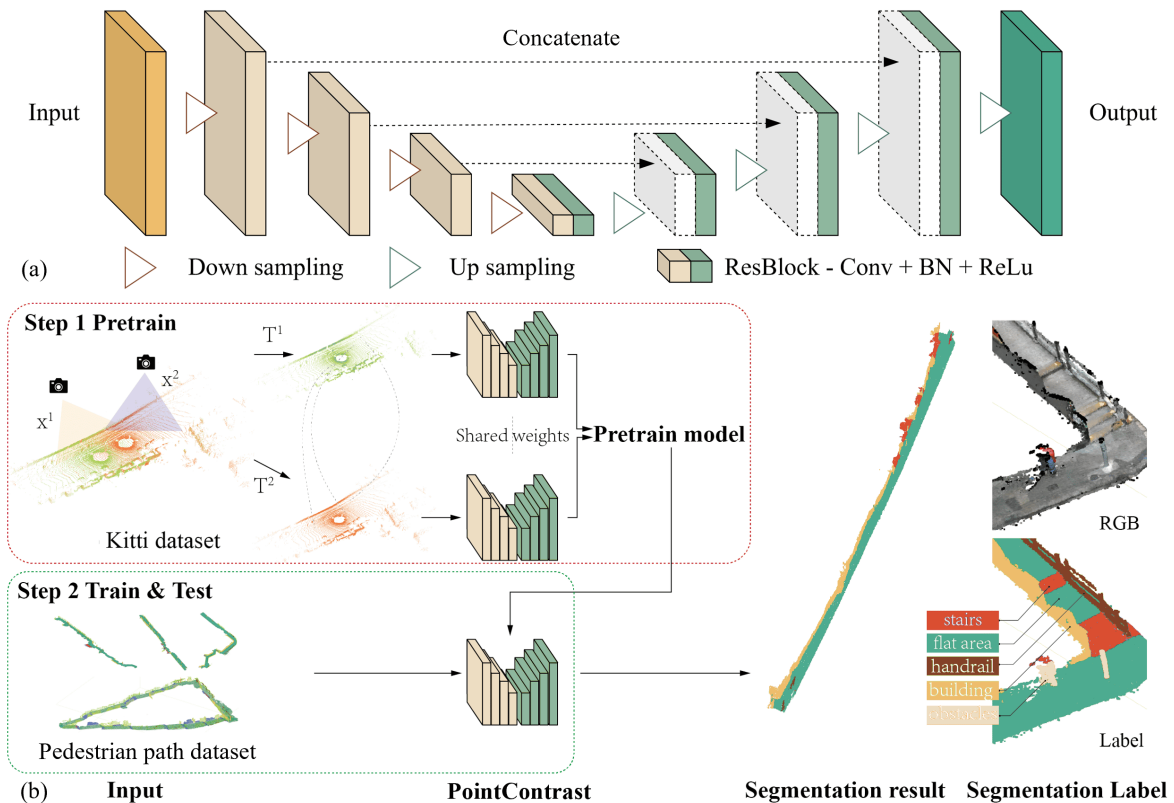 Concatenate
Input
Output
(a)
Down sampling
Up sampling
ResBlock - Conv + BN + ReLu
Step 1 Pretrain
T¹
x²
x¹
Shared weights
Pretrain model
T²
Kitti dataset
RGB
Step 2 Train & Test
stairs
flat area
handrail
building
obstacles
Pedestrian path dataset
Label
(b)
Input
PointContrast
Segmentation result
Segmentation Label